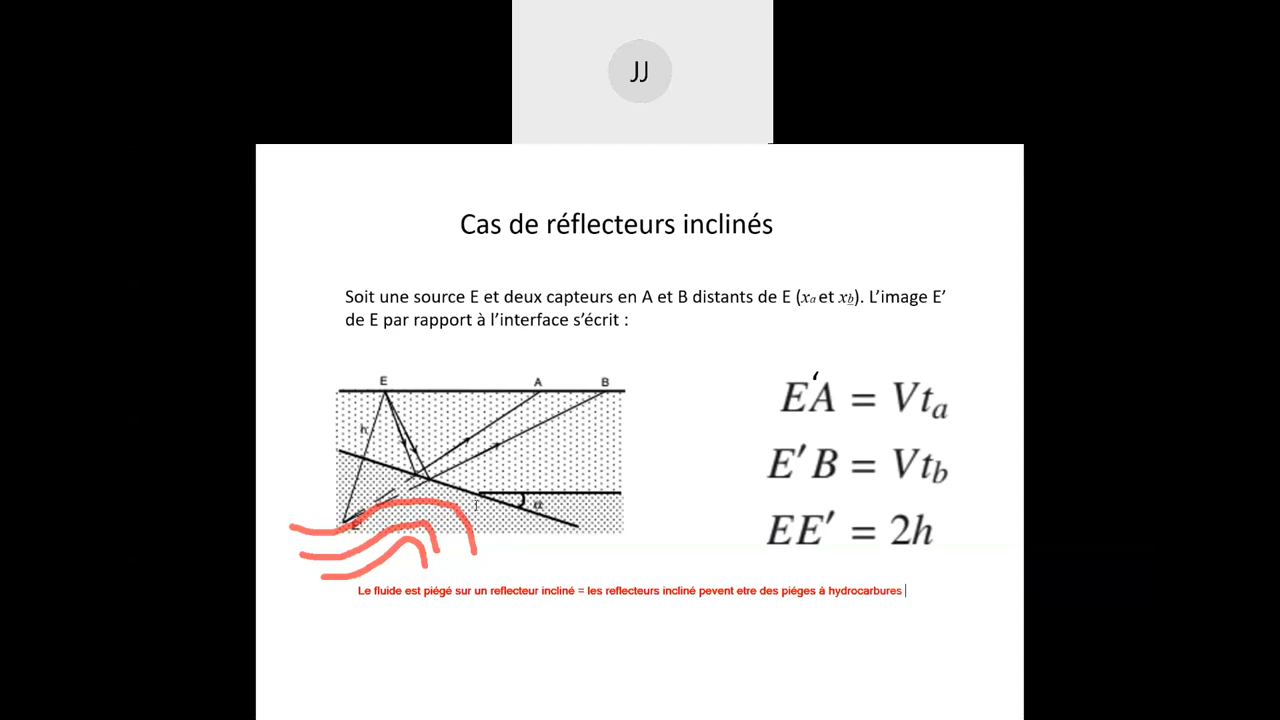 JJ
Cas de réflecteurs inclinés
Soit une source E et deux capteurs en A et B distants de E (xa et xb). L’image E’
de E par rapport à l’interface s’écrit :
E A B
h
α
E'
E‘A = Vta
E′B = Vtb
EE′ = 2h
Le fluide est piégé sur un reflecteur incliné = les reflecteurs incliné pevent etre des piéges à hydrocarbures